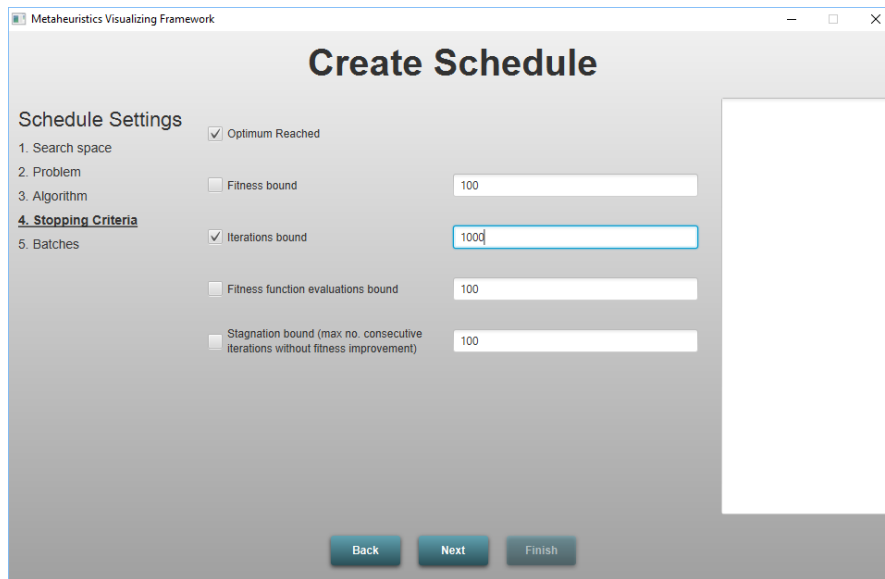 Metaheuristics Visualizing Framework
Create Schedule
Schedule Settings
1. Search space
2. Problem
3. Algorithm
4. Stopping Criteria
5. Batches
Optimum Reached
Fitness bound
100
Iterations bound
1000
Fitness function evaluations bound
100
Stagnation bound (max no. consecutive
iterations without fitness improvement)
100
Back
Next
Finish